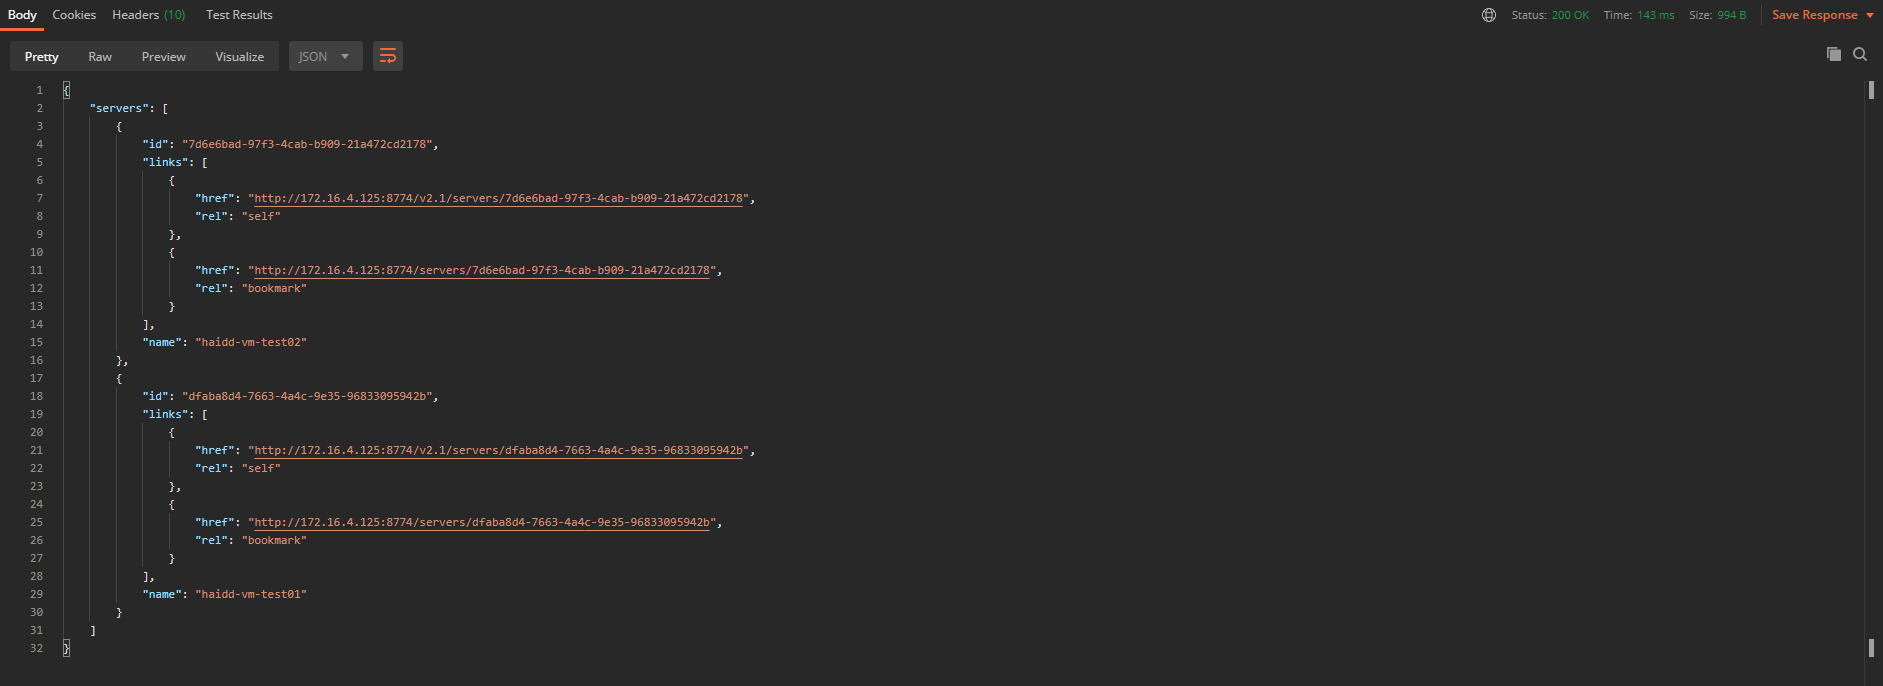 Body Cookies Headers (10) Test Results Status: 200 OK Time: 143 ms Size: 994 B Save Response
Pretty Raw Preview Visualize JSON
1 {
2 "servers": [
3 {
4 "id": "7d6e6bad-97f3-4cab-b909-21a472cd2178",
5 "links": [
6 {
7 "href": "http://172.16.4.125:8774/v2.1/servers/7d6e6bad-97f3-4cab-b909-21a472cd2178",
8 "rel": "self"
9 },
10 {
11 "href": "http://172.16.4.125:8774/servers/7d6e6bad-97f3-4cab-b909-21a472cd2178",
12 "rel": "bookmark"
13 }
14 ],
15 "name": "haidd-vm-test02"
16 },
17 {
18 "id": "dfaba8d4-7663-4a4c-9e35-96833095942b",
19 "links": [
20 {
21 "href": "http://172.16.4.125:8774/v2.1/servers/dfaba8d4-7663-4a4c-9e35-96833095942b",
22 "rel": "self"
23 },
24 {
25 "href": "http://172.16.4.125:8774/servers/dfaba8d4-7663-4a4c-9e35-96833095942b",
26 "rel": "bookmark"
27 }
28 ],
29 "name": "haidd-vm-test01"
30 }
31 ]
32 }